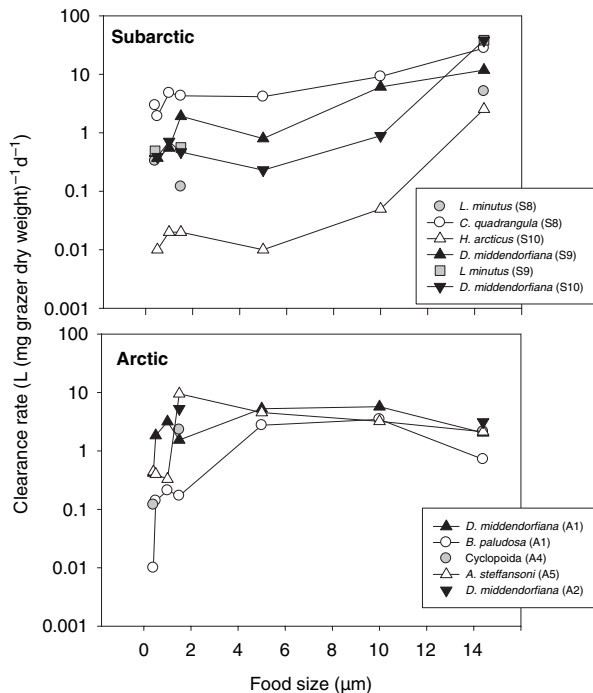 Clearance rate (L (mg grazer dry weight)⁻¹ d⁻¹)
Subarctic
100
10
1
0.1
0.01
0.001
L. minutus (S8)
C. quadrangula (S8)
H. arcticus (S10)
D. middendorfiana (S9)
L minutus (S9)
D. middendorfiana (S10)
Arctic
100
10
1
0.1
0.01
0.001
D. middendorfiana (A1)
B. paludosa (A1)
Cyclopoida (A4)
A. steffansoni (A5)
D. middendorfiana (A2)
0 2 4 6 8 10 12 14
Food size (μm)